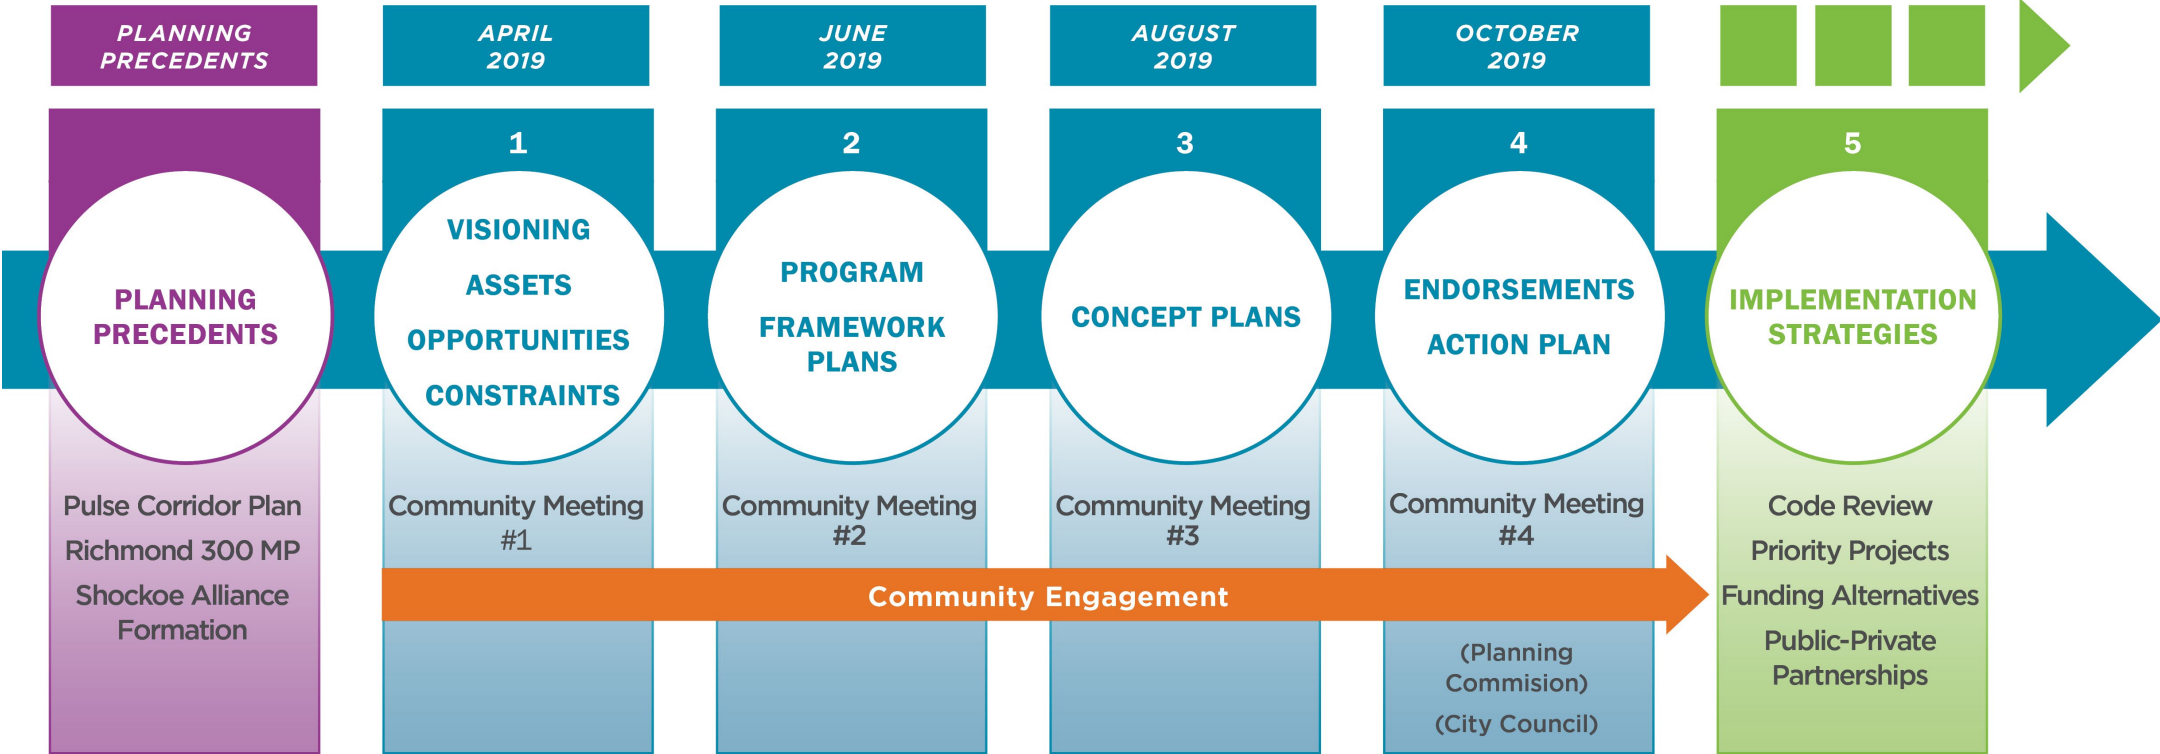 PLANNING
PRECEDENTS
APRIL
2019
JUNE
2019
AUGUST
2019
OCTOBER
2019
1
2
3
4
5
PLANNING
PRECEDENTS
VISIONING
ASSETS
OPPORTUNITIES
CONSTRAINTS
PROGRAM
FRAMEWORK
PLANS
CONCEPT PLANS
ENDORSEMENTS
ACTION PLAN
IMPLEMENTATION
STRATEGIES
Pulse Corridor Plan
Richmond 300 MP
Shockoe Alliance
Formation
Community Meeting
#1
Community Meeting
#2
Community Meeting
#3
Community Meeting
#4
Community Engagement
(Planning
Commision)
(City Council)
Code Review
Priority Projects
Funding Alternatives
Public-Private
Partnerships